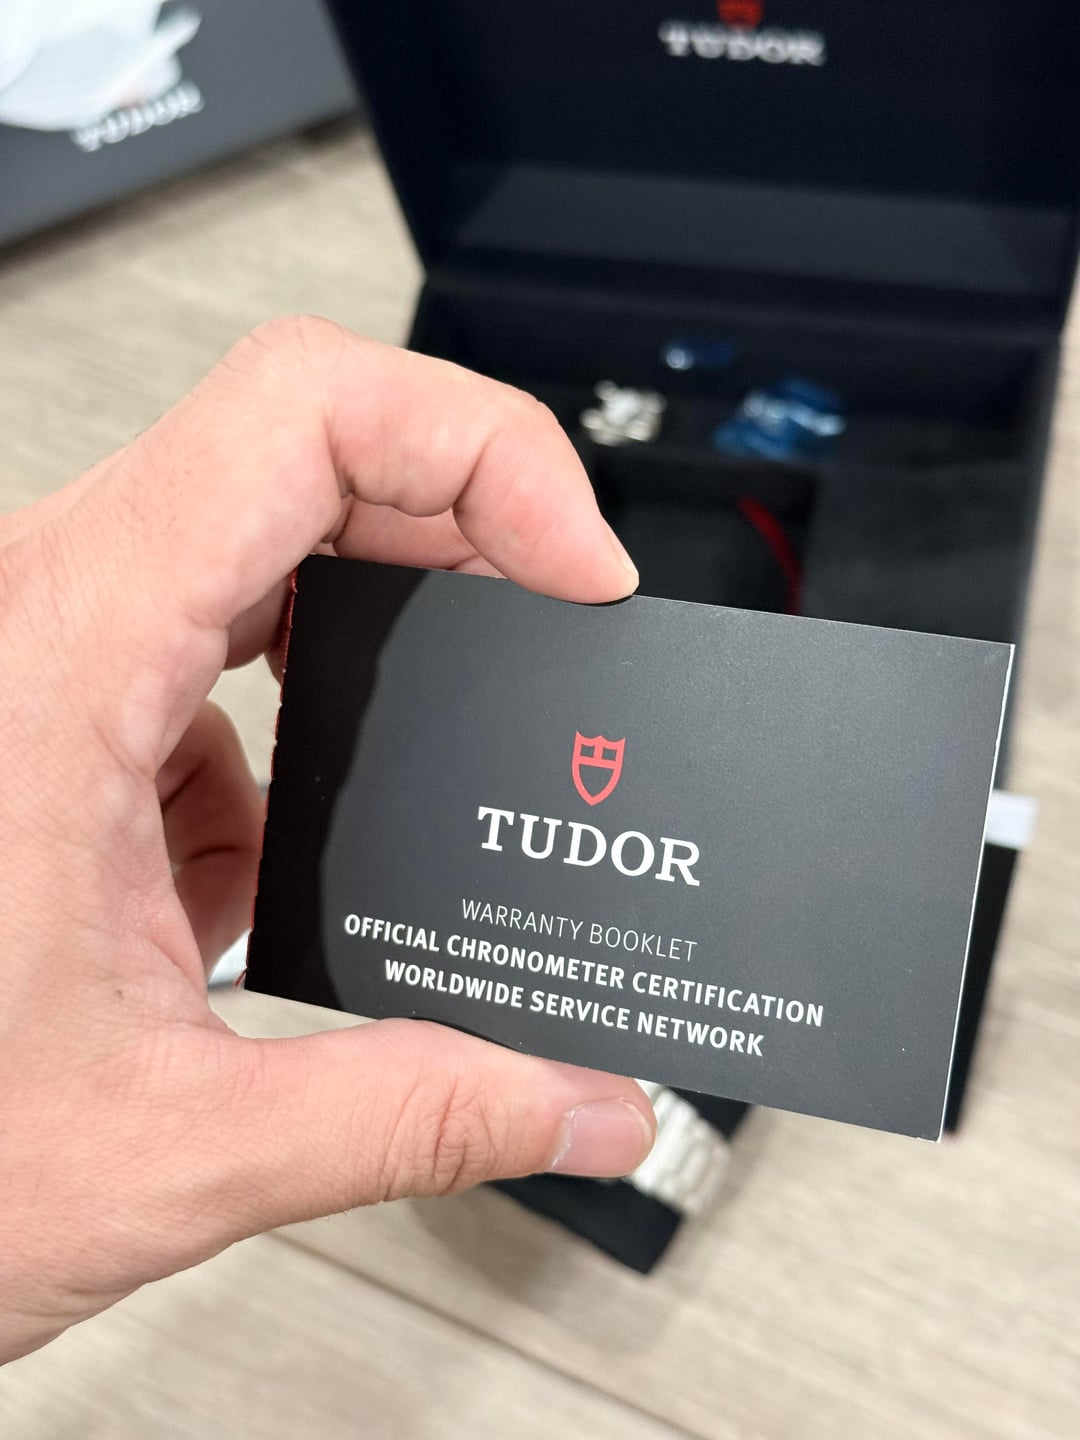 TUDOR
TUDOR
TUDOR
WARRANTY BOOKLET
OFFICIAL CHRONOMETER CERTIFICATION
WORLDWIDE SERVICE NETWORK